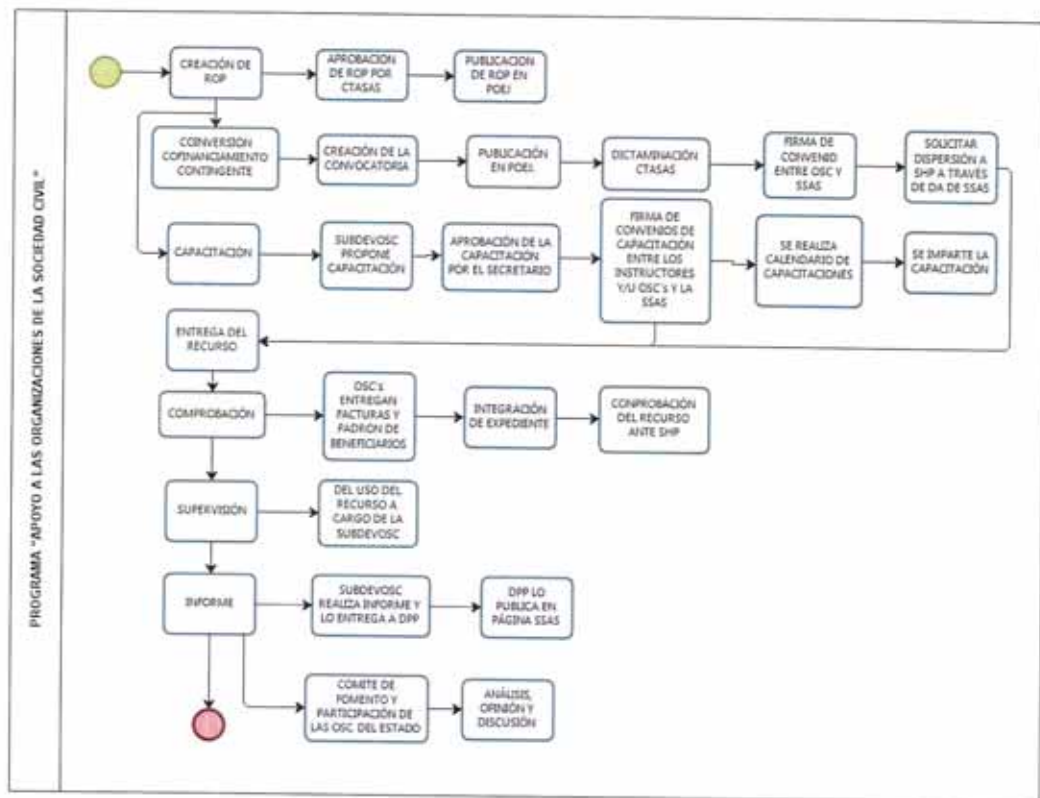 PROGRAMA "APOYO A LAS ORGANIZACIONES DE LA SOCIEDAD CIVIL"
CREACIÓN DE
ROP
APROBACION
DE ROP POR
CTASAS
PUBLICACION
DE ROP EN
POEJ
COINVERSION
COFINANCIAMIENTO
CONTINGENTE
CREACIÓN DE LA
CONVOCATORIA
PUBLICACIÓN
EN POEJ
DICTAMINACIÓN
CTASAS
FIRMA DE
CONVENIO
ENTRE OSC Y
SSAS
SOLICITAR
DISPERSIÓN A
SHP A TRAVÉS
DE DA DE SSAS
CAPACITACIÓN
SUBDEVOSC
PROPONE
CAPACITACIÓN
APROBACIÓN DE LA
CAPACITACIÓN
POR EL SECRETARIO
FIRMA DE
CONVENIOS DE
CAPACITACIÓN
ENTRE LOS
INSTRUCTORES
Y/U OSC's Y LA
SSAS
SE REALIZA
CALENDARIO DE
CAPACITACIONES
SE IMPARTE LA
CAPACITACIÓN
ENTREGA DEL
RECURSO
COMPROBACIÓN
OSC's
ENTREGAN
FACTURAS Y
PADRON DE
BENEFICIARIOS
INTEGRACIÓN
DE EXPEDIENTE
CONPROBACIÓN
DEL RECURSO
ANTE SHP
SUPERVISIÓN
DEL USO DEL
RECURSO A
CARGO DE LA
SUBDEVOSC
INFORME
SUBDEVOSC
REALIZA INFORME Y
LO ENTREGA A DPP
DPP LO
PUBLICA EN
PÁGINA SSAS
COMITE DE
FOMENTO Y
PARTICIPACIÓN DE
LAS OSC DEL ESTADO
ANÁLISIS,
OPINIÓN Y
DISCUSIÓN